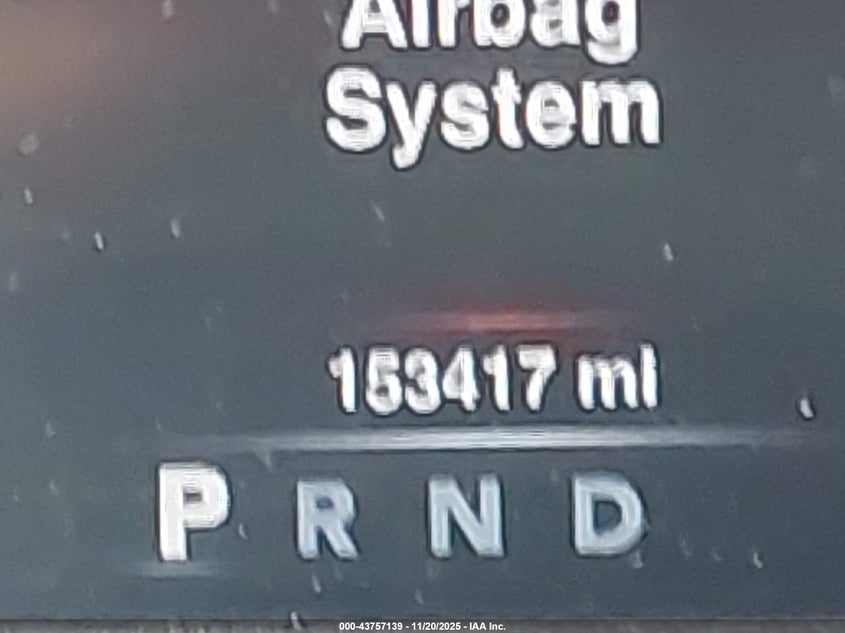 Airbag
System
153417 mi
P R N D
000-43757139 - 11/20/2025 - IAA Inc.